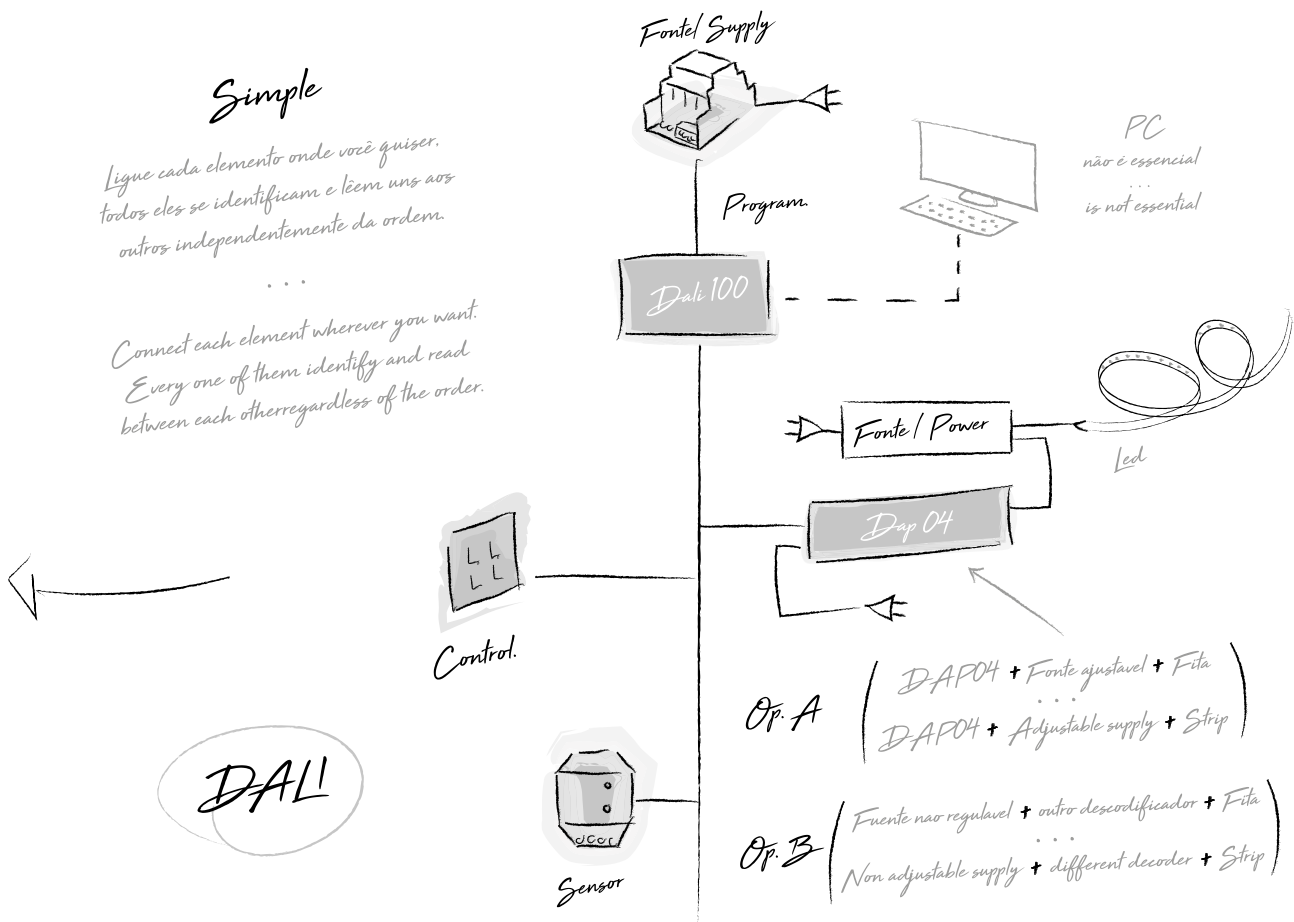 Fontel Supply
Simple
Ligue cada elemento onde você quiser,
todos eles se identificam e lêem uns aos
outros independentemente da ordem.
...
Connect each element wherever you want.
Every one of them identify and read
between each otherregardless of the order.
PC
não é essencial
...
is not essential
Program.
Dali 100
Fonte / Power
Led
Dap 04
Control.
Op. A
DAP04 + Fonte ajustavel + Fita
...
DAP04 + Adjustable supply + Strip
DALI
Sensor
Op. B
Fuente nao regulavel + outro descodificador + Fita
...
Non adjustable supply + different decoder + Strip